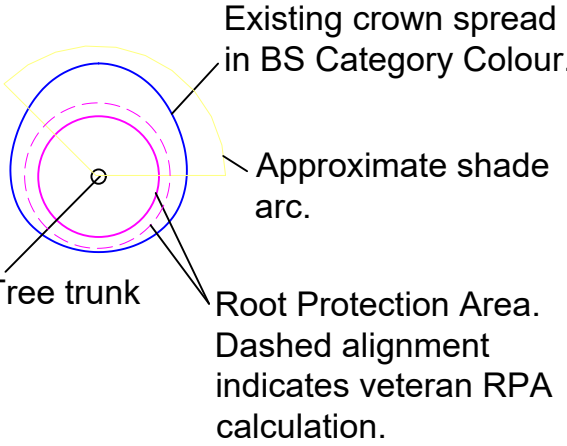 Existing crown spread
in BS Category Colour.
Approximate shade
arc.
Tree trunk
Root Protection Area.
Dashed alignment
indicates veteran RPA
calculation.